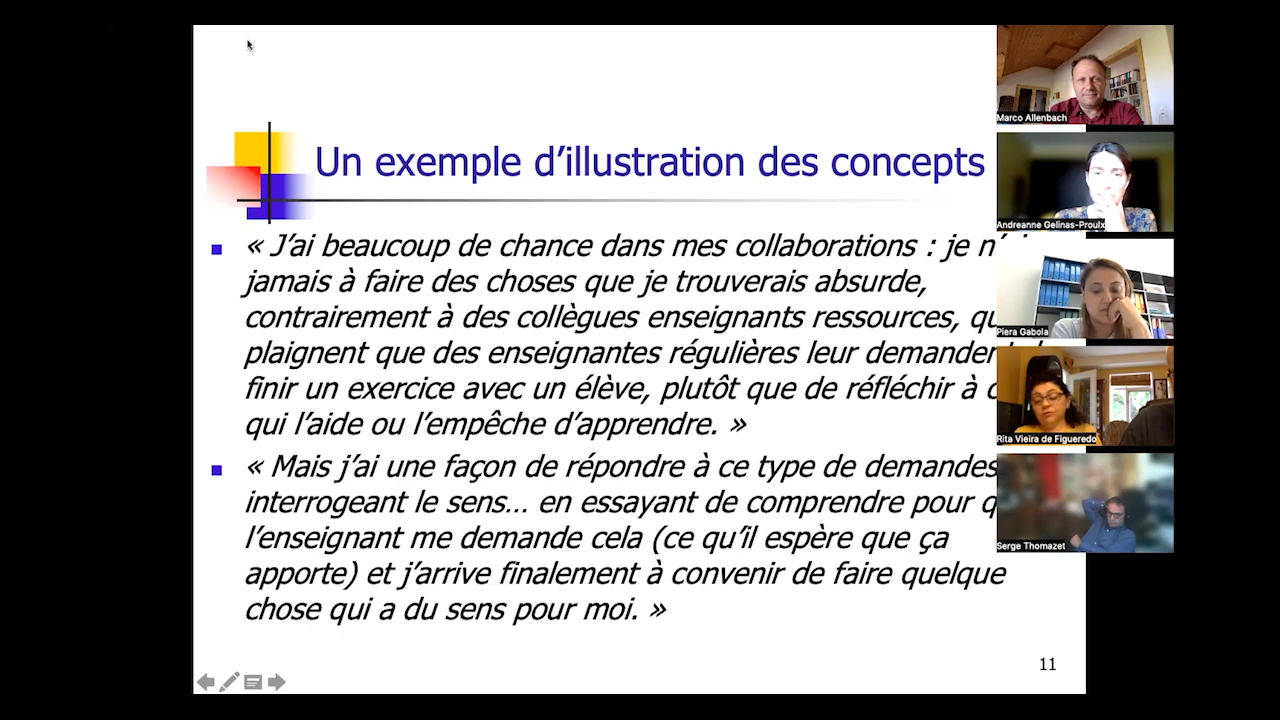 Un exemple d'illustration des concepts
« J'ai beaucoup de chance dans mes collaborations : je
jamais à faire des choses que je trouverais absurde,
contrairement à des collègues enseignants ressources,
plaignent que des enseignantes régulières leur
finir un exercice avec un élève, plutôt que de réfléchir à
qui l'aide ou l'empêche d'apprendre. »
« Mais j'ai une façon de répondre à ce type de demandes
interrogeant le sens… en essayant de comprendre pour
l'enseignant me demande cela (ce qu'il espère que ça
apporte) et j'arrive finalement à convenir de faire quelque
chose qui a du sens pour moi. »
11
Marco Allenbach
Andreanne Gelinas-Proulx
Piera Gabola
Rita Vieira de Figueredo
Serge Thomazet